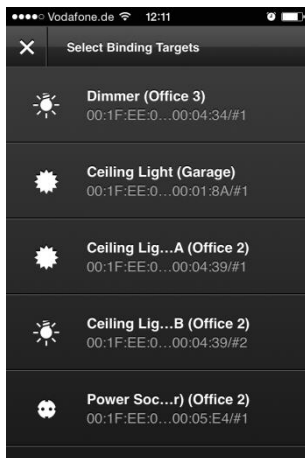 Vodafone.de 12:11
Select Binding Targets
Dimmer (Office 3)
00:1F:EE:0...00:04:34/#1
Ceiling Light (Garage)
00:1F:EE:0...00:01:8A/#1
Ceiling Lig...A (Office 2)
00:1F:EE:0...00:04:39/#1
Ceiling Lig...B (Office 2)
00:1F:EE:0...00:04:39/#2
Power Soc...r) (Office 2)
00:1F:EE:0...00:05:E4/#1